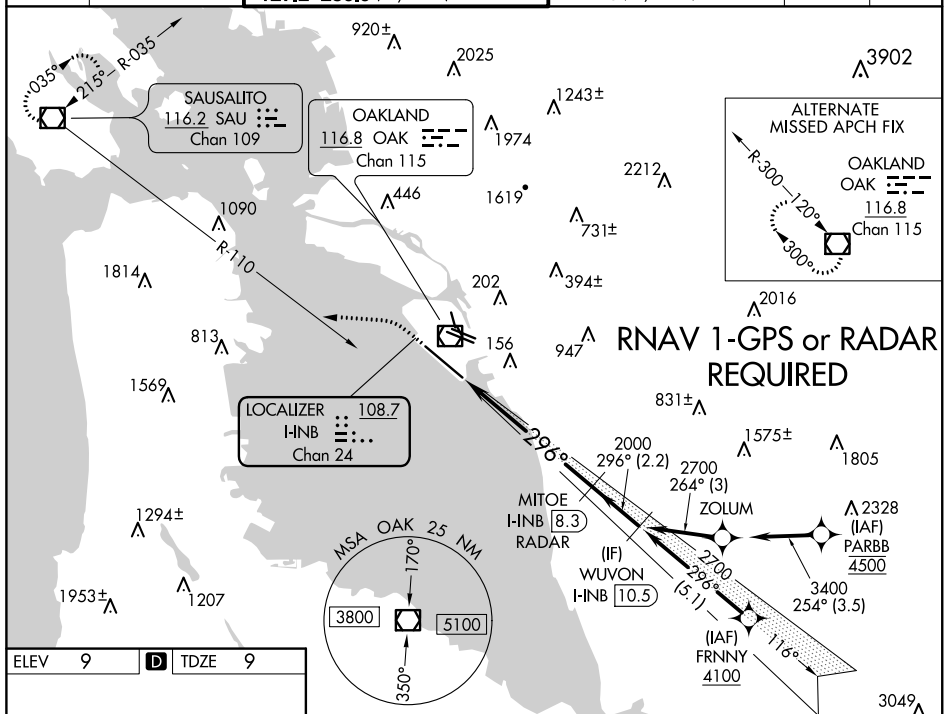 920±
2025
3902
035°
215°
R-035
SAUSALITO
116.2 SAU
Chan 109
OAKLAND
116.8 OAK
Chan 115
1243±
1974
ALTERNATE
MISSED APCH FIX
R-300
120°
300°
OAKLAND
OAK
116.8
Chan 115
2212
1619
446
1090
R-110
731±
1814
394±
202
2016
813
156
947
RNAV 1-GPS or RADAR
REQUIRED
1569
LOCALIZER 108.7
I-INB
Chan 24
831±
296°
2000
296° (2.2)
2700
264° (3)
1575±
1805
ZOLUM
MITOE
I-INB 8.3
RADAR
2328
(IAF)
PARBB
4500
(IF)
WUVON
I-INB 10.5
2700
296°
(5.1)
3400
254° (3.5)
1294±
1953±
1207
MSA OAK 25 NM
170°
3800
5100
350°
(IAF)
FRNNY
4100
116°
3049
ELEV 9 D TDZE 9